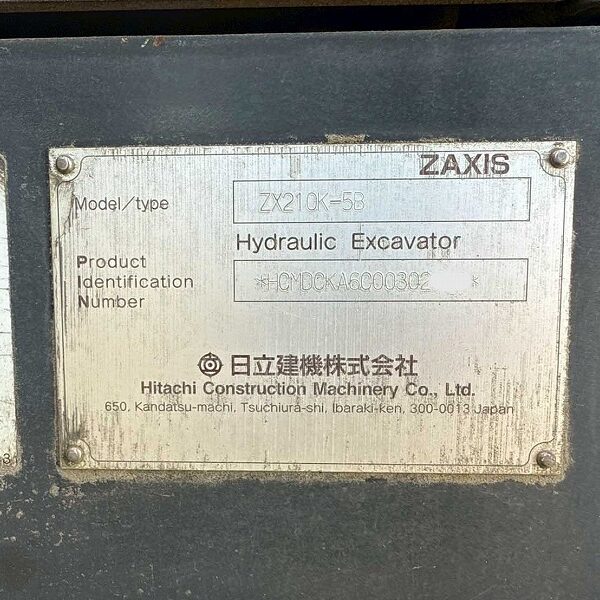 ZAXIS
Model/type ZX210K-5B
Hydraulic Excavator
Product
Identification
Number
*HCMDCKA6C00302 *
日立建機株式会社
Hitachi Construction Machinery Co., Ltd.
650, Kandatsu-machi, Tsuchiura-shi, Ibaraki-ken, 300-0013 Japan